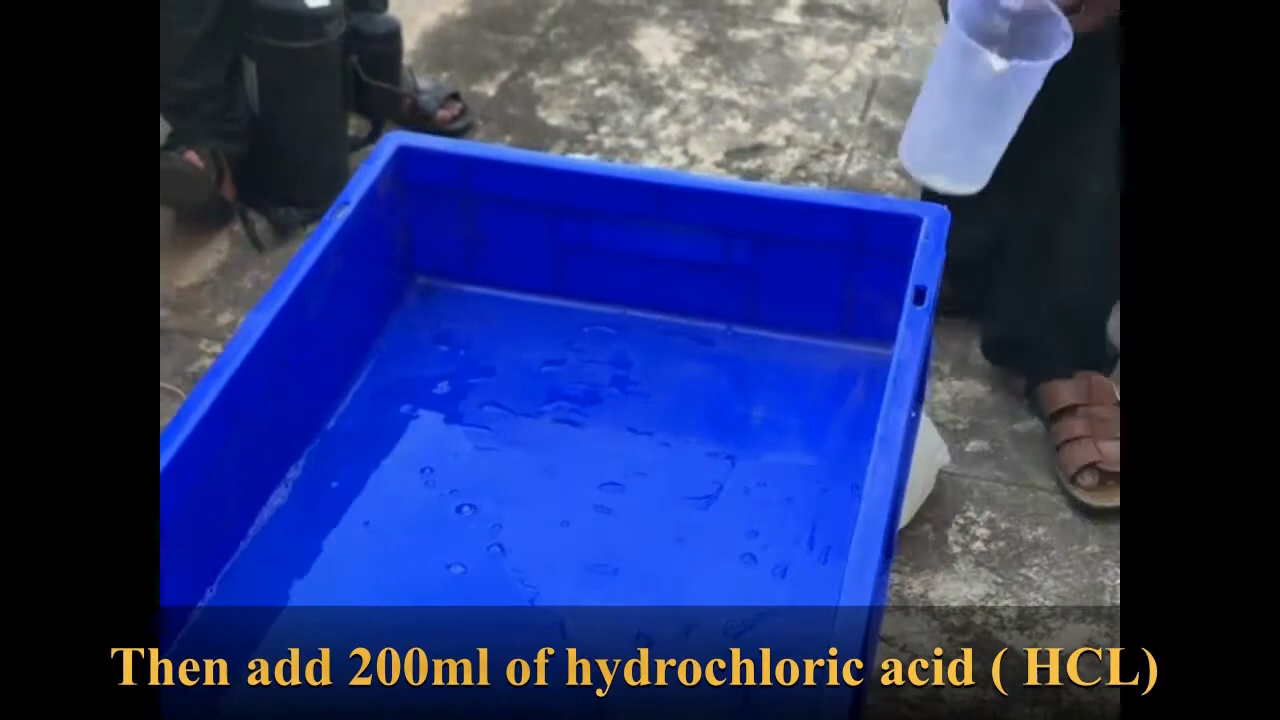 Then add 200ml of hydrochloric acid ( HCL)